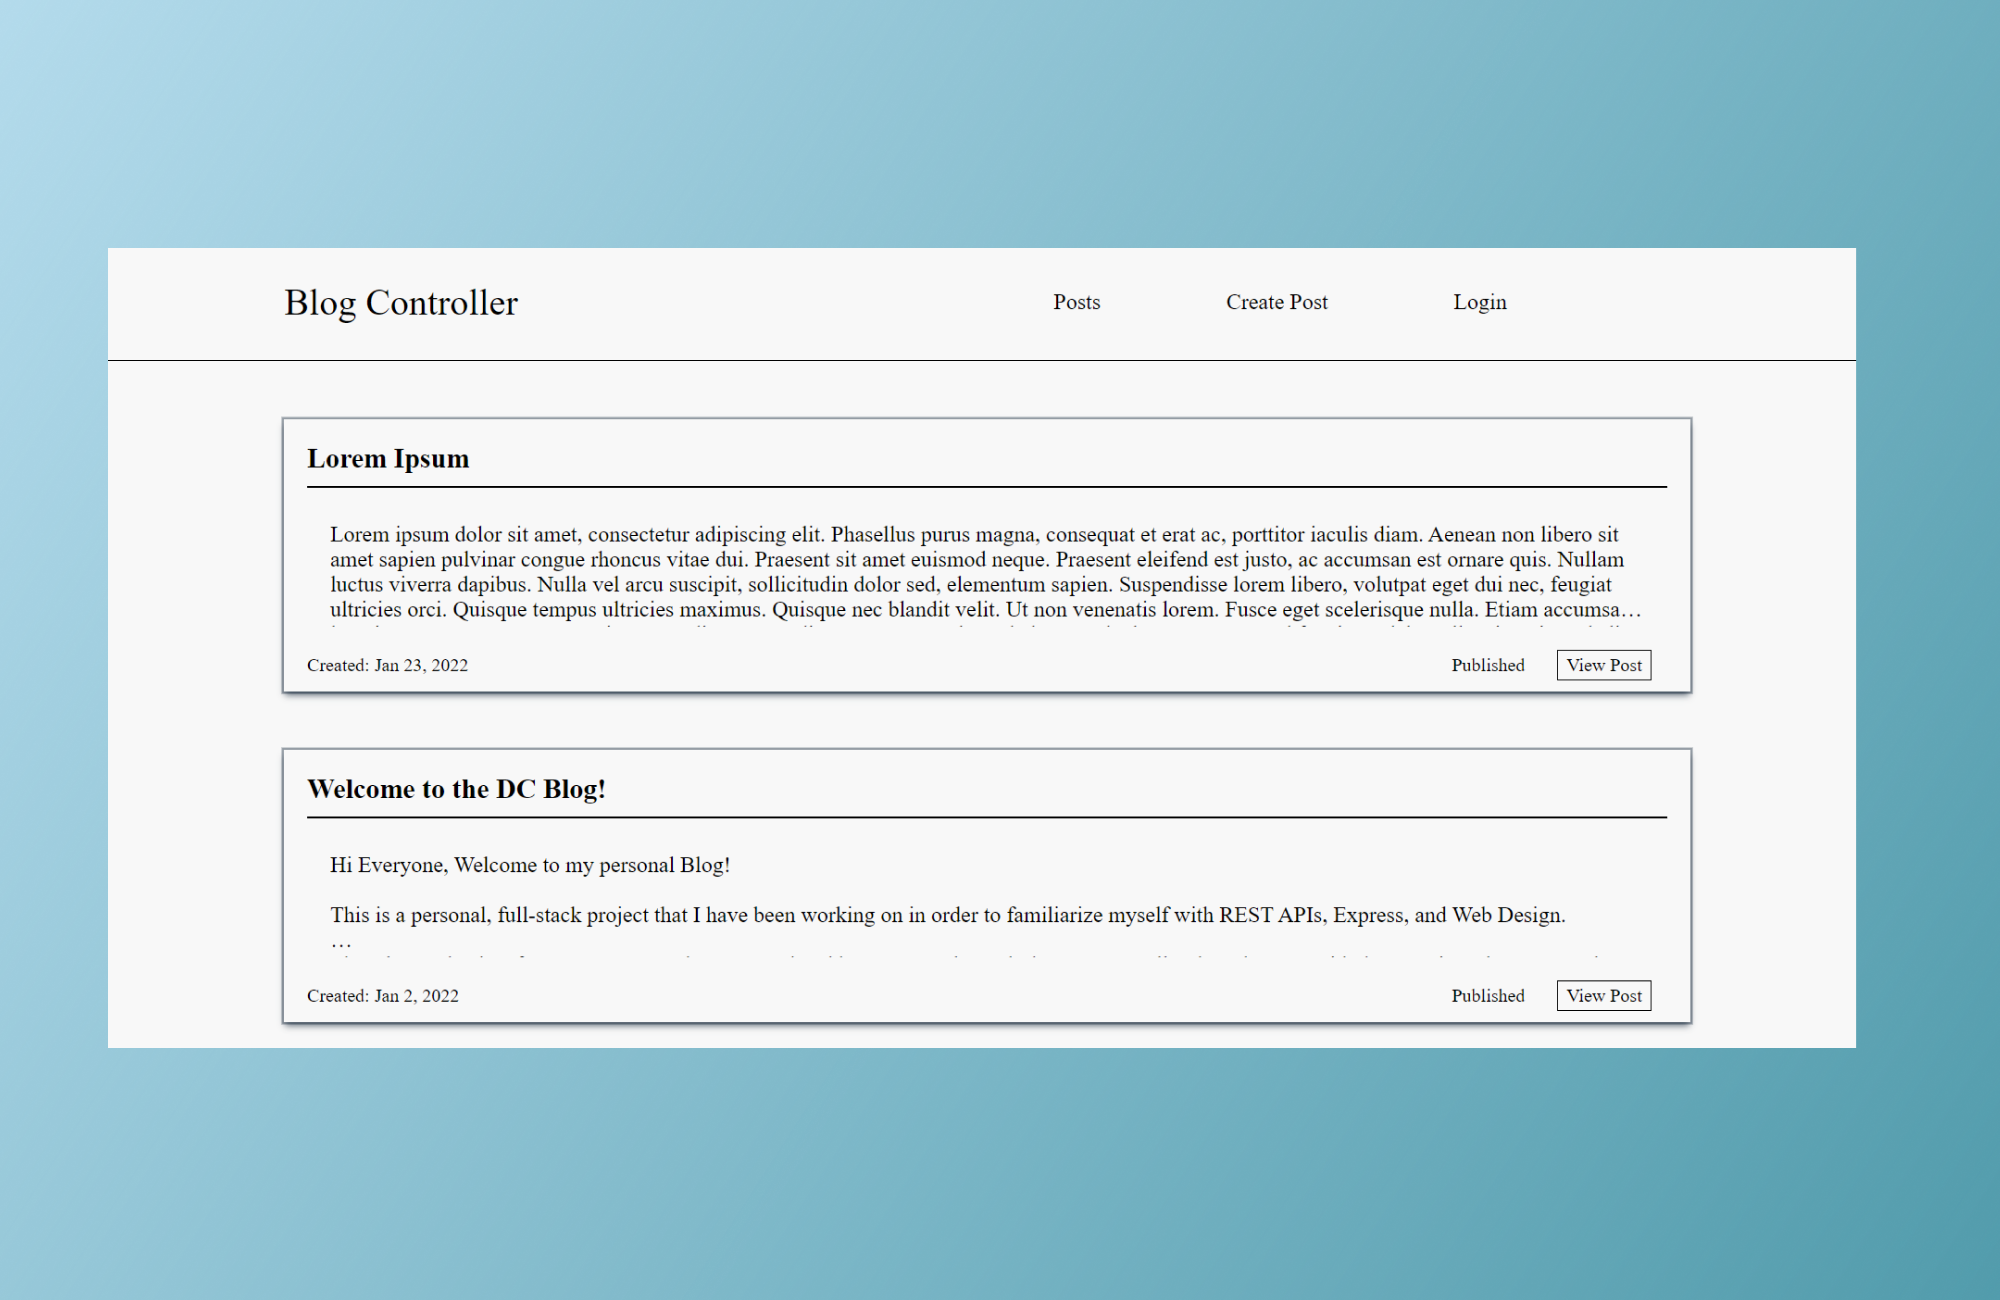 Blog Controller
Posts
Create Post
Login
Lorem Ipsum
Lorem ipsum dolor sit amet, consectetur adipiscing elit. Phasellus purus magna, consequat et erat ac, porttitor iaculis diam. Aenean non libero sit
amet sapien pulvinar congue rhoncus vitae dui. Praesent sit amet euismod neque. Praesent eleifend est justo, ac accumsan est ornare quis. Nullam
luctus viverra dapibus. Nulla vel arcu suscipit, sollicitudin dolor sed, elementum sapien. Suspendisse lorem libero, volutpat eget dui nec, feugiat
ultricies orci. Quisque tempus ultricies maximus. Quisque nec blandit velit. Ut non venenatis lorem. Fusce eget scelerisque nulla. Etiam accumsa…
Created: Jan 23, 2022
Published
View Post
Welcome to the DC Blog!
Hi Everyone, Welcome to my personal Blog!
This is a personal, full-stack project that I have been working on in order to familiarize myself with REST APIs, Express, and Web Design.
…
Created: Jan 2, 2022
Published
View Post